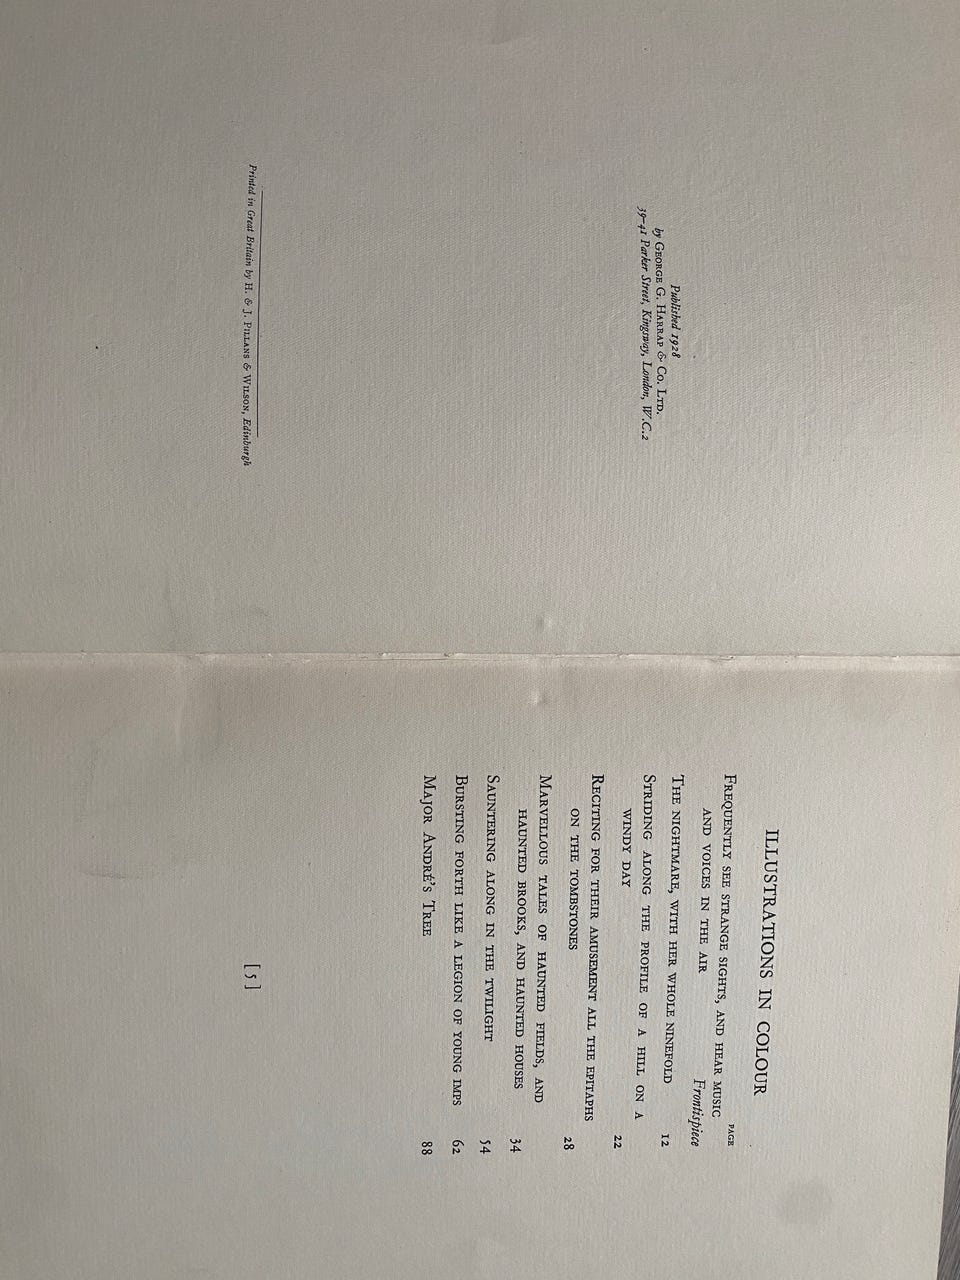 Published 1928
by GEORGE G. HARRAP & CO. LTD.
39-41 Parker Street, Kingsway, London, W.C.2
Printed in Great Britain by H. & J. PILLANS & WILSON, Edinburgh
ILLUSTRATIONS IN COLOUR
PAGE
FREQUENTLY SEE STRANGE SIGHTS, AND HEAR MUSIC
AND VOICES IN THE AIR Frontispiece
THE NIGHTMARE, WITH HER WHOLE NINEFOLD 12
STRIDING ALONG THE PROFILE OF A HILL ON A
WINDY DAY 22
RECITING FOR THEIR AMUSEMENT ALL THE EPITAPHS
ON THE TOMBSTONES 28
MARVELLOUS TALES OF HAUNTED FIELDS, AND
HAUNTED BROOKS, AND HAUNTED HOUSES 34
SAUNTERING ALONG IN THE TWILIGHT 54
BURSTING FORTH LIKE A LEGION OF YOUNG IMPS 62
MAJOR ANDRÉ'S TREE 88
[5]